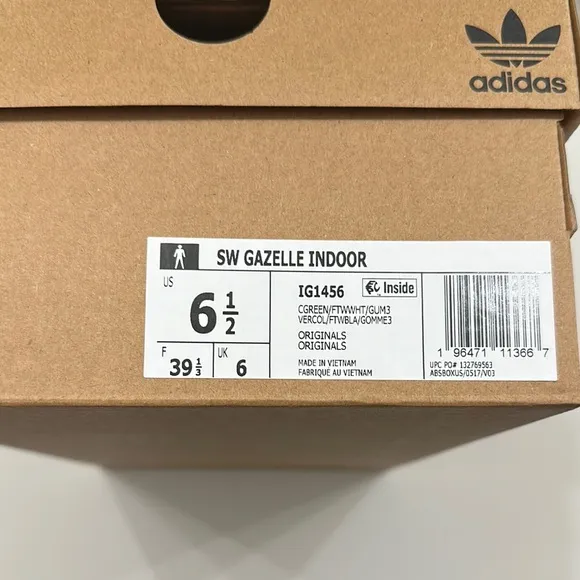 adidas
SW GAZELLE INDOOR
US
6 1/2
F
39 1/3
UK
6
IG1456
Inside
CGREEN/FTWWHT/GUM3
VERCOL/FTWBLA/GOMME3
ORIGINALS
ORIGINALS
MADE IN VIETNAM
FABRIQUÉ AU VIETNAM
1 96471 11366 7
UPC PO# 132769563
ABSBOXUS/0517/V03